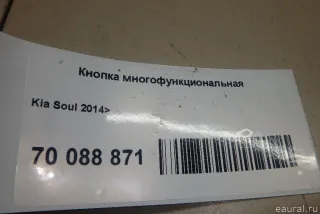 Кнопка многофункциональная
Kia Soul 2014>
70 088 871
eaural.ru